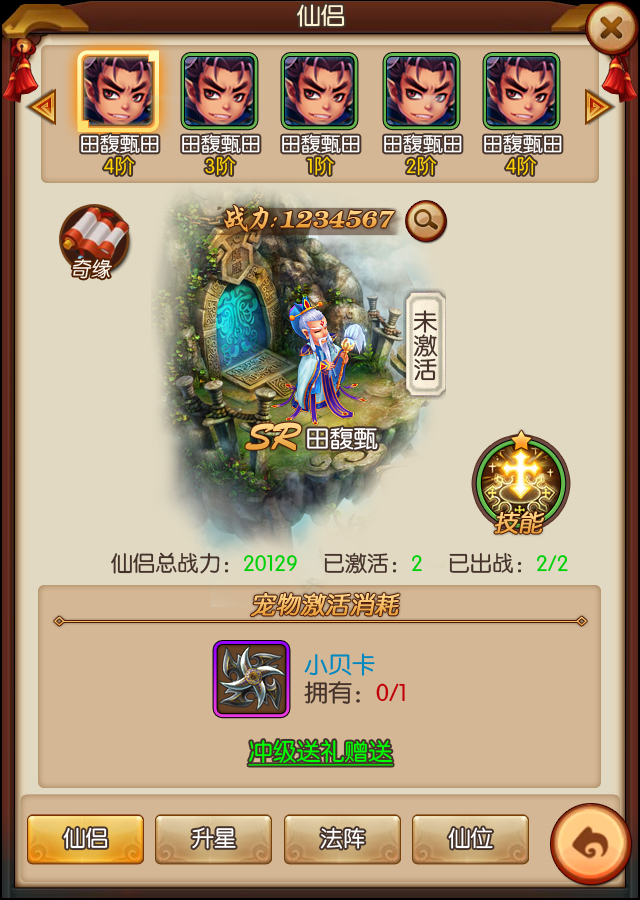 仙侣
田馥甄田 田馥甄田 田馥甄田 田馥甄田 田馥甄田
4阶 3阶 1阶 2阶 4阶
战力:1234567
奇缘
未激活
SR 田馥甄
技能
仙侣总战力：20129 已激活：2 已出战：2/2
宠物激活消耗
小贝卡
拥有：0/1
冲级送礼赠送
仙侣 升星 法阵 仙位